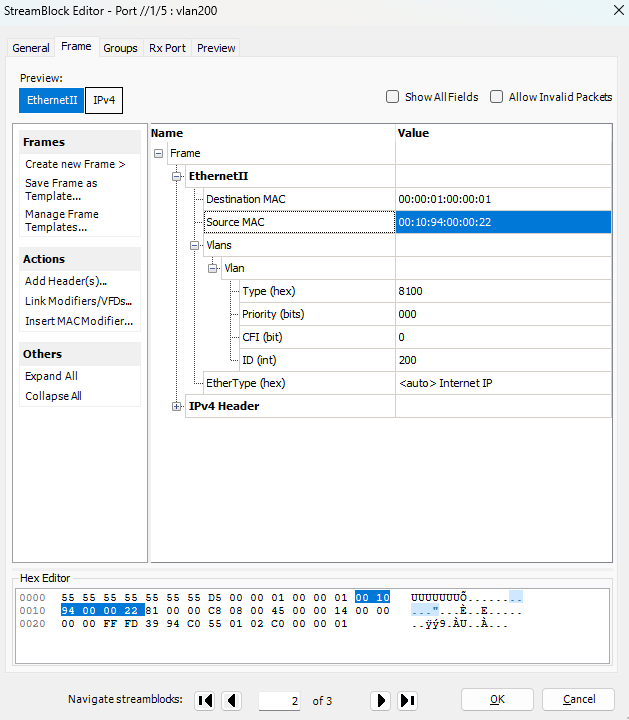 StreamBlock Editor - Port //1/5 : vlan200
General Frame Groups Rx Port Preview
Preview:
EthernetII IPv4
Show All Fields Allow Invalid Packets
Frames
Create new Frame >
Save Frame as
Template...
Manage Frame
Templates...
Actions
Add Header(s)...
Link Modifiers/VFDs...
Insert MAC Modifier...
Others
Expand All
Collapse All
Name Value
Frame
EthernetII
Destination MAC 00:00:01:00:00:01
Source MAC 00:10:94:00:00:22
Vlans
Vlan
Type (hex) 8100
Priority (bits) 000
CFI (bit) 0
ID (int) 200
EtherType (hex) <auto> Internet IP
IPv4 Header
Hex Editor
0000 55 55 55 55 55 55 55 D5 00 00 01 00 00 01 00 10 UUUUUUUÕ........
0010 94 00 00 22 81 00 00 C8 08 00 45 00 00 14 00 00 ..."...È..E.....
0020 00 00 FF FD 39 94 C0 55 01 02 C0 00 00 01 ..ÿý9.ÀU..À...
Navigate streamblocks: 2 of 3 OK Cancel